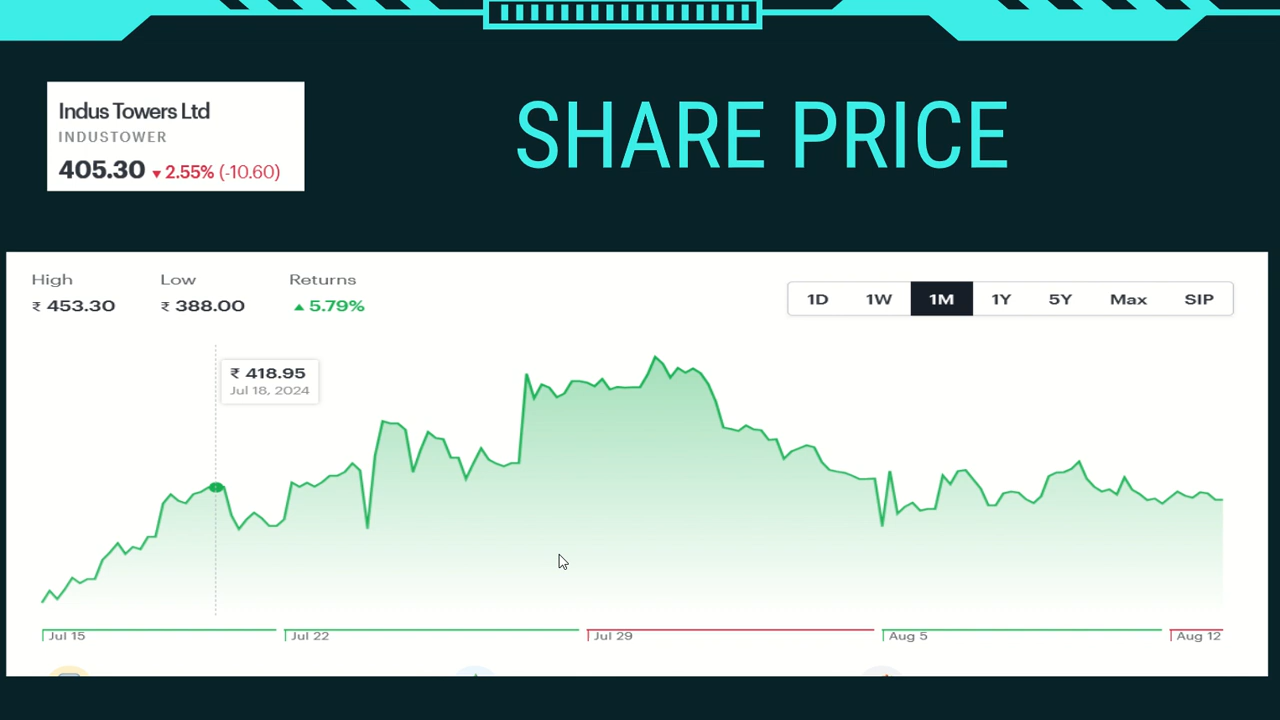 SHARE PRICE
Indus Towers Ltd
INDUSTOWER
405.30 ▼ 2.55% (-10.60)
High Low Returns
₹ 453.30 ₹ 388.00 ▲ 5.79%
1D 1W 1M 1Y 5Y Max SIP
₹ 418.95
Jul 18, 2024
Jul 15 Jul 22 Jul 29 Aug 5 Aug 12